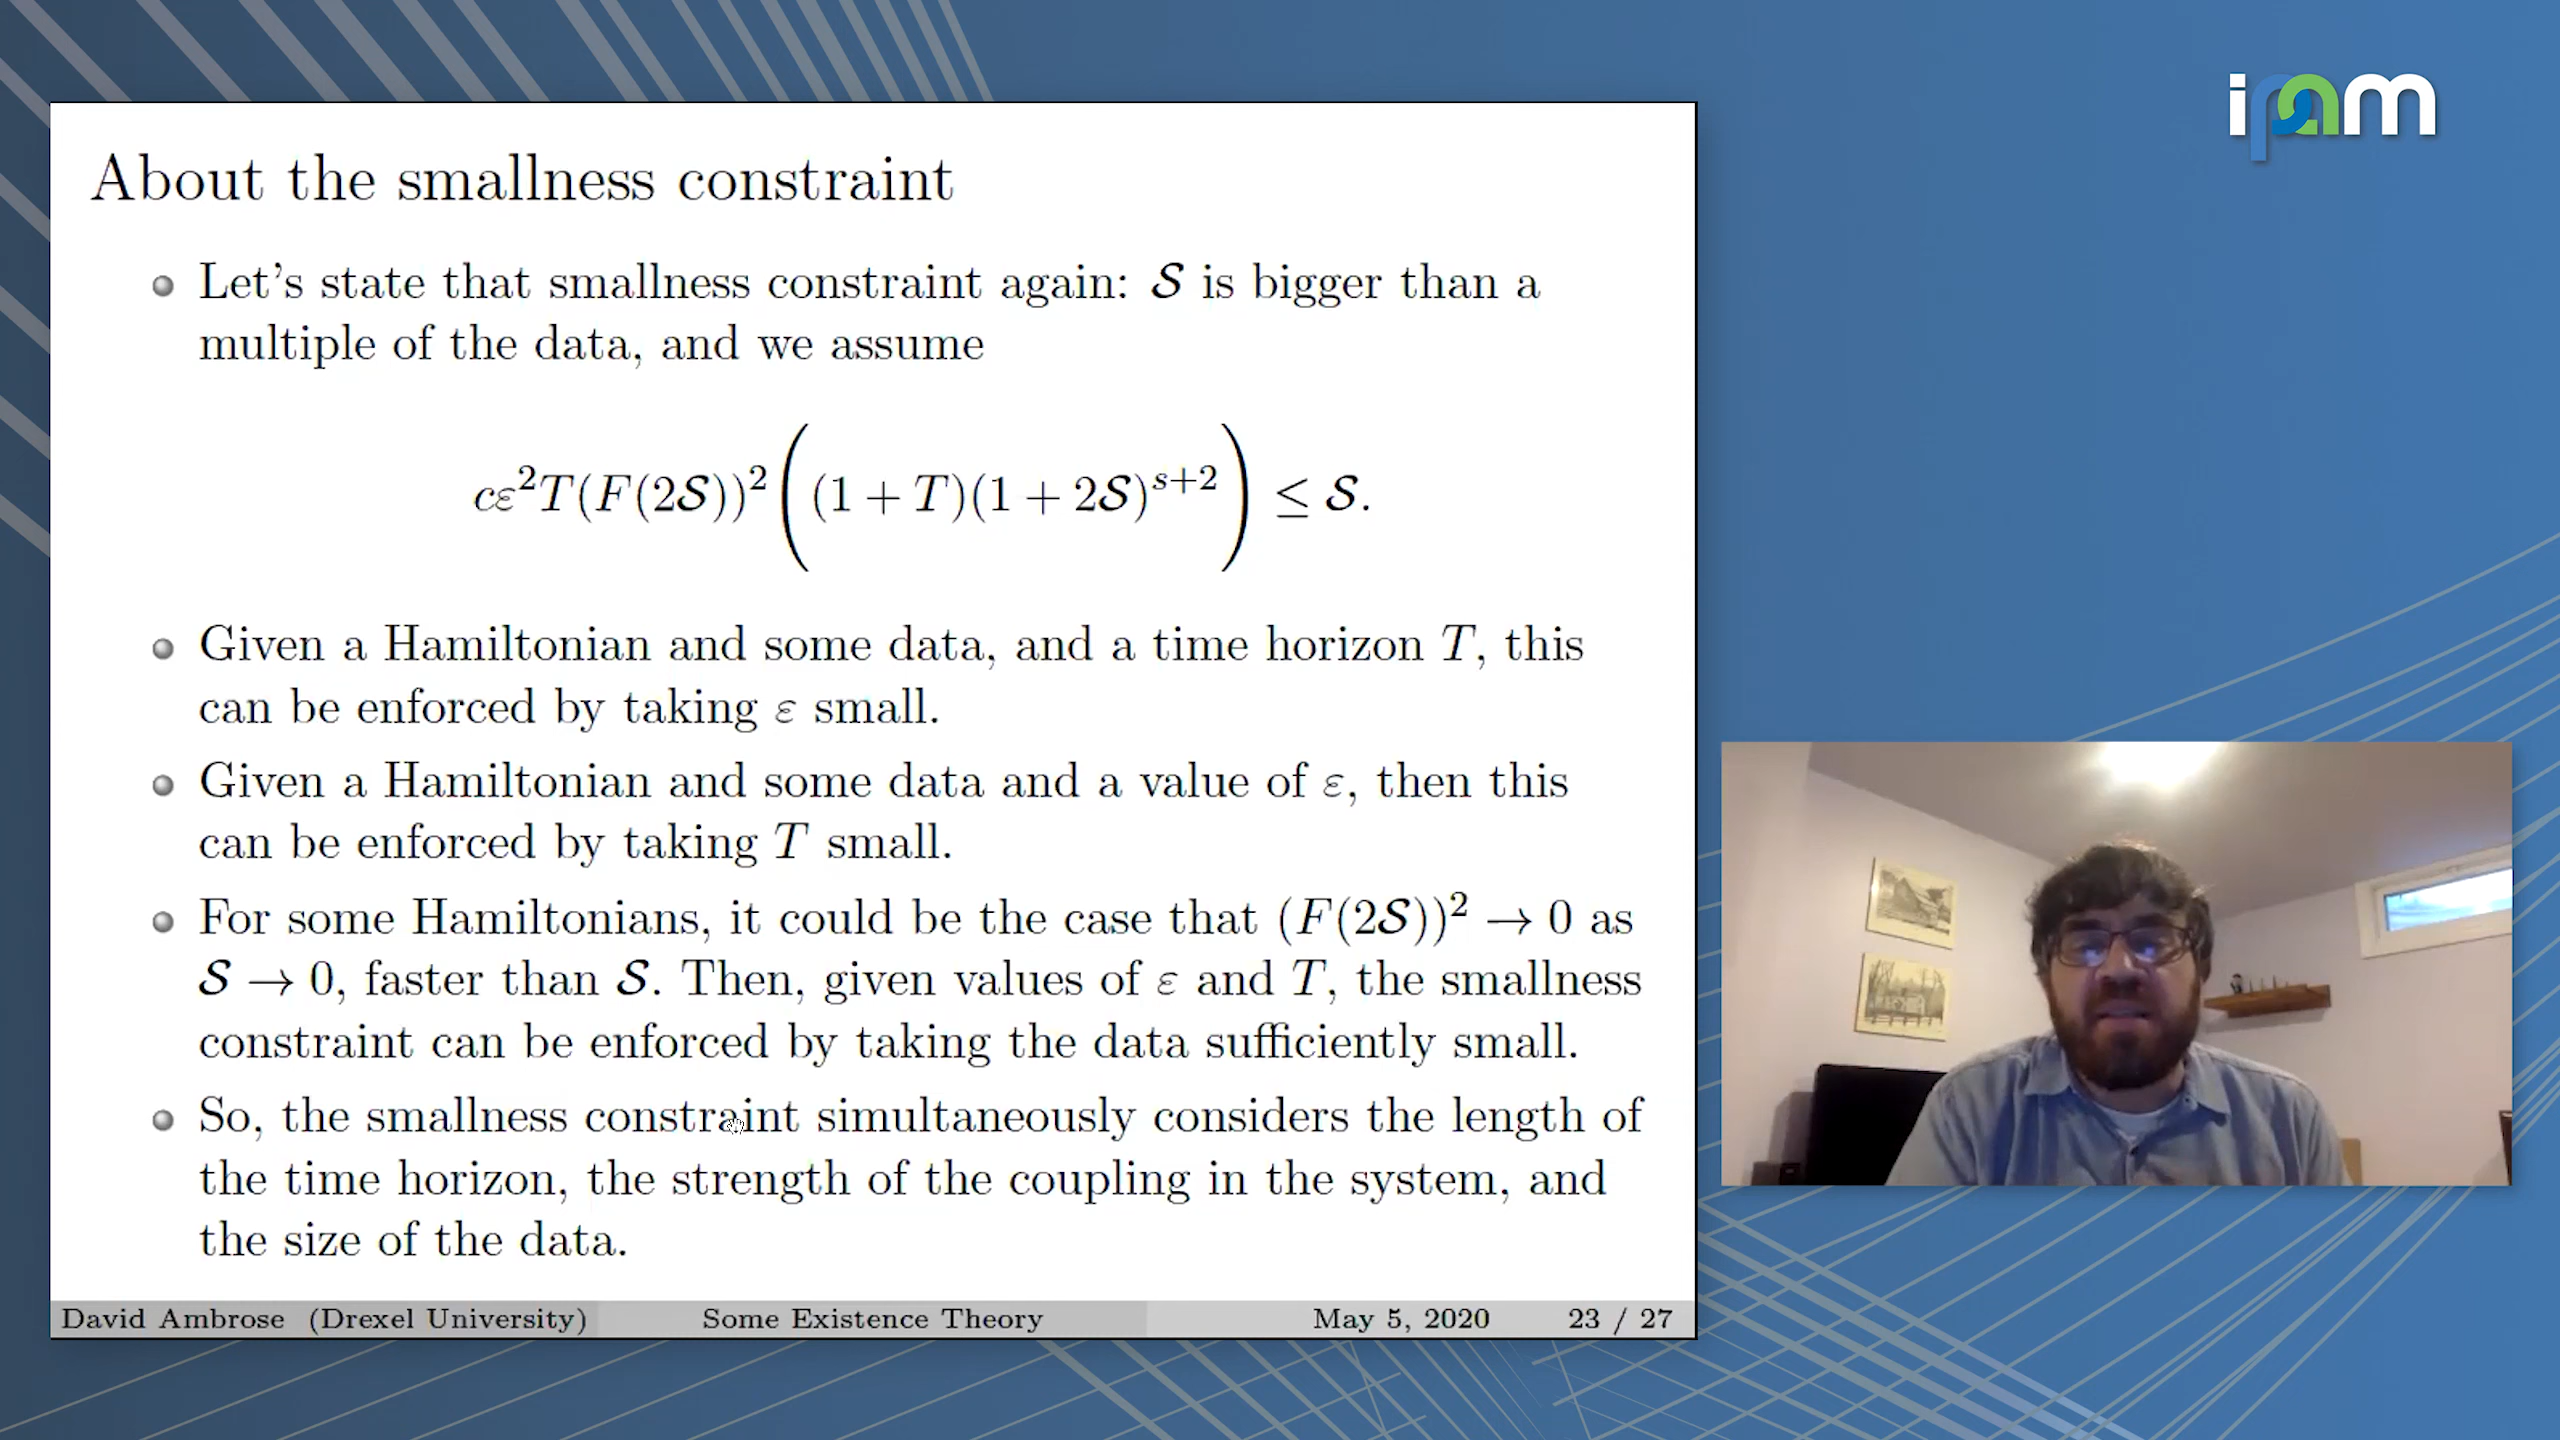 ipam
About the smallness constraint
Let's state that smallness constraint again: 𝒮 is bigger than a
multiple of the data, and we assume
cε²T(F(2𝒮))²((1 + T)(1 + 2𝒮)ˢ⁺²) ≤ 𝒮.
Given a Hamiltonian and some data, and a time horizon T, this
can be enforced by taking ε small.
Given a Hamiltonian and some data and a value of ε, then this
can be enforced by taking T small.
For some Hamiltonians, it could be the case that (F(2𝒮))² → 0 as
𝒮 → 0, faster than 𝒮. Then, given values of ε and T, the smallness
constraint can be enforced by taking the data sufficiently small.
So, the smallness constraint simultaneously considers the length of
the time horizon, the strength of the coupling in the system, and
the size of the data.
David Ambrose (Drexel University) Some Existence Theory May 5, 2020 23 / 27